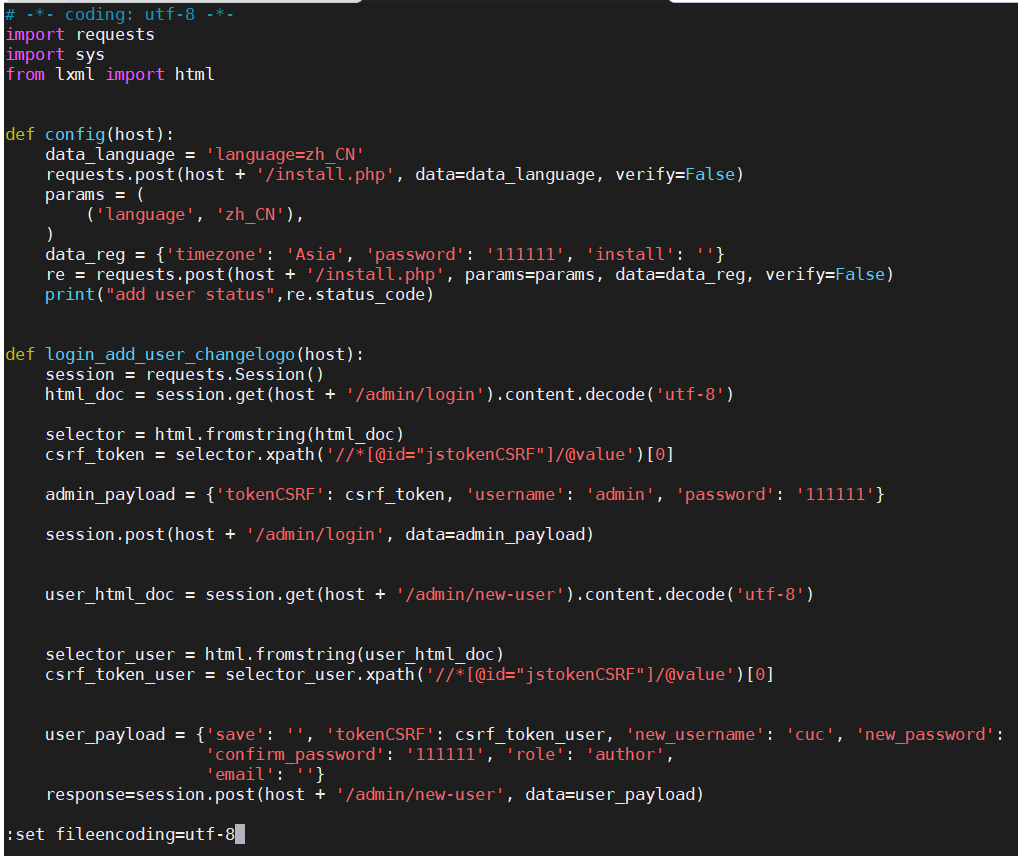 # -*- coding: utf-8 -*-
import requests
import sys
from lxml import html
def config(host):
    data_language = 'language=zh_CN'
    requests.post(host + '/install.php', data=data_language, verify=False)
    params = (
        ('language', 'zh_CN'),
    )
    data_reg = {'timezone': 'Asia', 'password': '111111', 'install': ''}
    re = requests.post(host + '/install.php', params=params, data=data_reg, verify=False)
    print("add user status",re.status_code)
def login_add_user_changelogo(host):
    session = requests.Session()
    html_doc = session.get(host + '/admin/login').content.decode('utf-8')
    selector = html.fromstring(html_doc)
    csrf_token = selector.xpath('//*[@id="jstokenCSRF"]/@value')[0]
    admin_payload = {'tokenCSRF': csrf_token, 'username': 'admin', 'password': '111111'}
    session.post(host + '/admin/login', data=admin_payload)
    user_html_doc = session.get(host + '/admin/new-user').content.decode('utf-8')
    selector_user = html.fromstring(user_html_doc)
    csrf_token_user = selector_user.xpath('//*[@id="jstokenCSRF"]/@value')[0]
    user_payload = {'save': '', 'tokenCSRF': csrf_token_user, 'new_username': 'cuc', 'new_password':
                    'confirm_password': '111111', 'role': 'author',
                    'email': ''}
    response=session.post(host + '/admin/new-user', data=user_payload)
:set fileencoding=utf-8